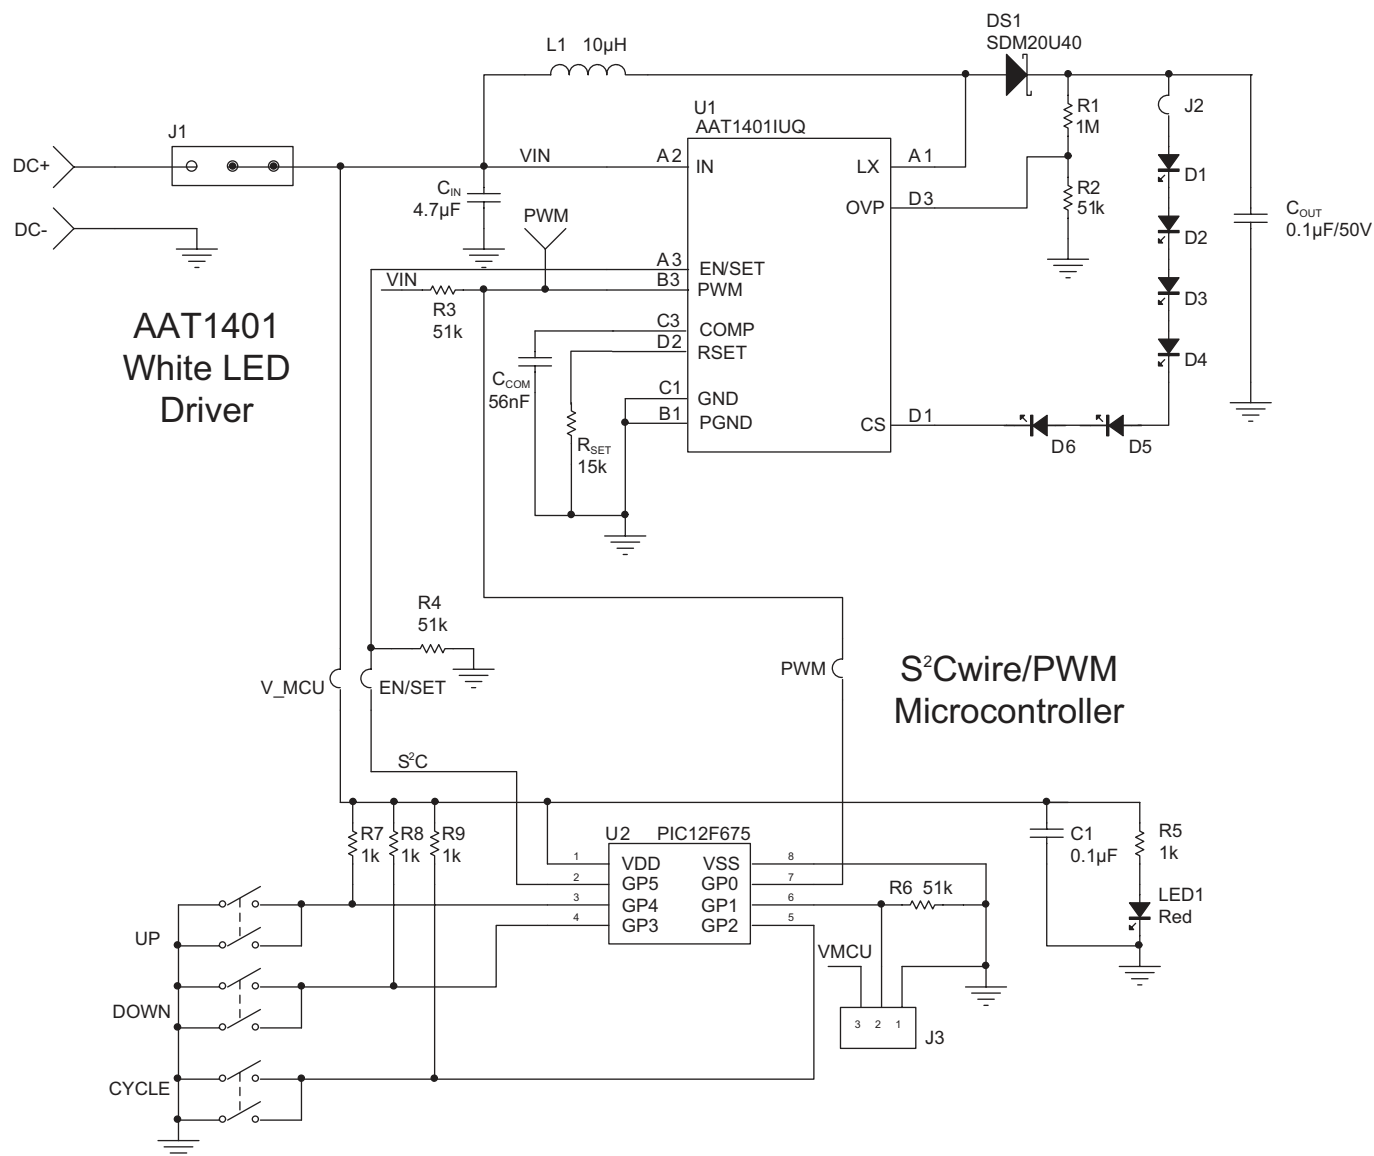 DS1
SDM20U40
L1 10µH
U1
AAT1401IUQ
J1
DC+
VIN
A2
IN
LX
A1
R1
1M
J2
D1
C_IN
4.7µF
PWM
OVP
D3
R2
51k
D2
C_OUT
0.1µF/50V
DC-
A3
EN/SET
VIN
B3
PWM
R3
51k
D3
AAT1401
White LED
Driver
C3
COMP
D2
RSET
D4
C_COM
56nF
C1
GND
B1
PGND
CS
D1
R_SET
15k
D6
D5
R4
51k
V_MCU
EN/SET
PWM
S²Cwire/PWM
Microcontroller
S²C
R7
1k
R8
1k
R9
1k
U2 PIC12F675
C1
0.1µF
R5
1k
1
VDD
VSS
8
2
GP5
GP0
7
3
GP4
GP1
6
4
GP3
GP2
5
R6 51k
LED1
Red
UP
VMCU
DOWN
3 2 1
J3
CYCLE